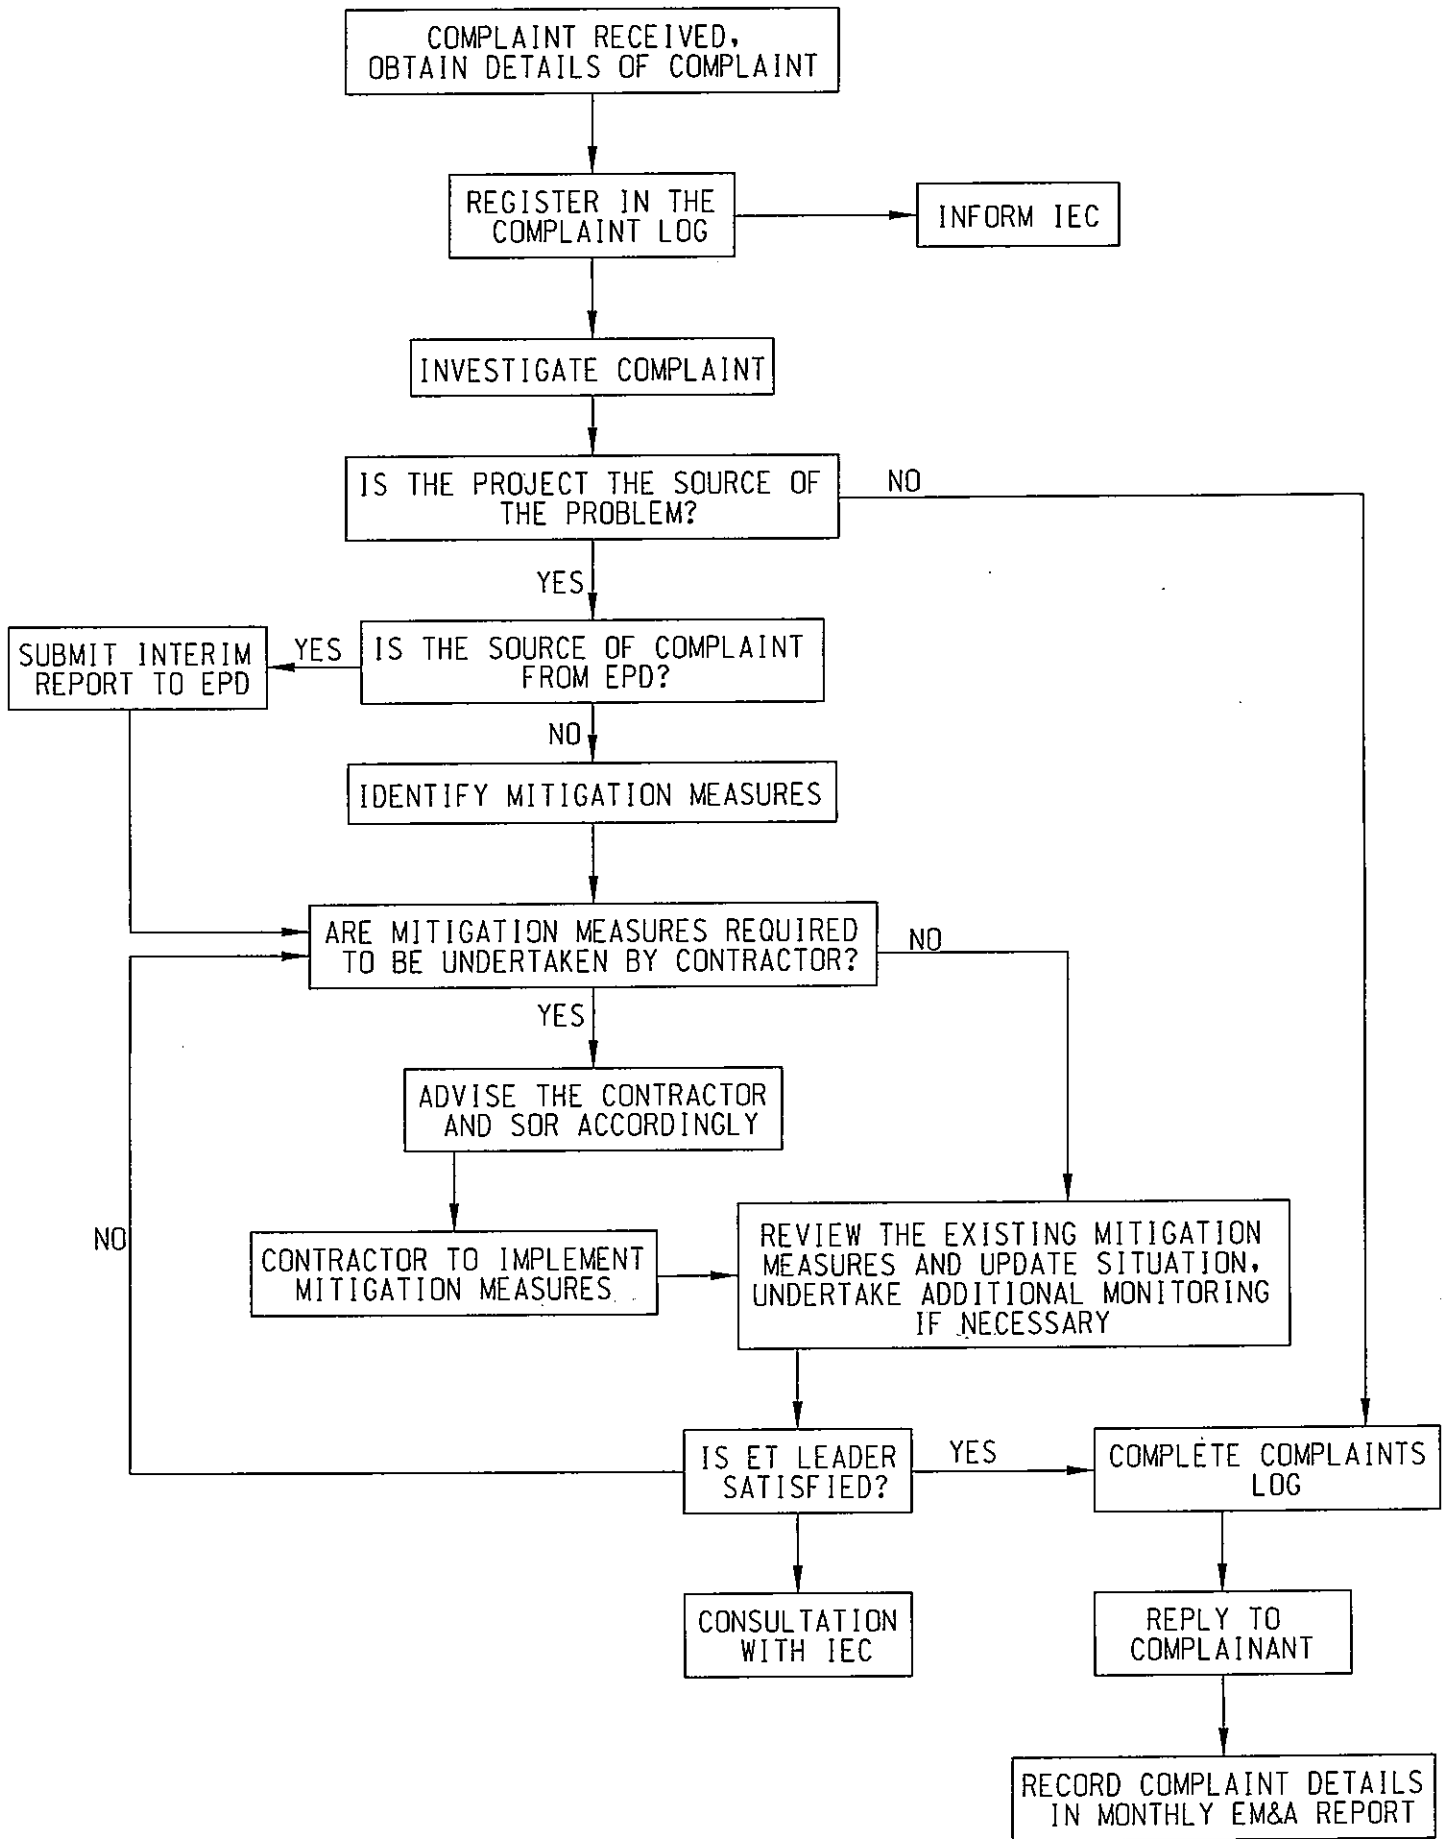 COMPLAINT RECEIVED,
OBTAIN DETAILS OF COMPLAINT
REGISTER IN THE
COMPLAINT LOG
INFORM IEC
INVESTIGATE COMPLAINT
IS THE PROJECT THE SOURCE OF
THE PROBLEM?
NO
YES
SUBMIT INTERIM
REPORT TO EPD
YES
IS THE SOURCE OF COMPLAINT
FROM EPD?
NO
IDENTIFY MITIGATION MEASURES
ARE MITIGATION MEASURES REQUIRED
TO BE UNDERTAKEN BY CONTRACTOR?
NO
YES
ADVISE THE CONTRACTOR
AND SOR ACCORDINGLY
NO
CONTRACTOR TO IMPLEMENT
MITIGATION MEASURES
REVIEW THE EXISTING MITIGATION
MEASURES AND UPDATE SITUATION,
UNDERTAKE ADDITIONAL MONITORING
IF NECESSARY
IS ET LEADER
SATISFIED?
YES
COMPLETE COMPLAINTS
LOG
CONSULTATION
WITH IEC
REPLY TO
COMPLAINANT
RECORD COMPLAINT DETAILS
IN MONTHLY EM&A REPORT